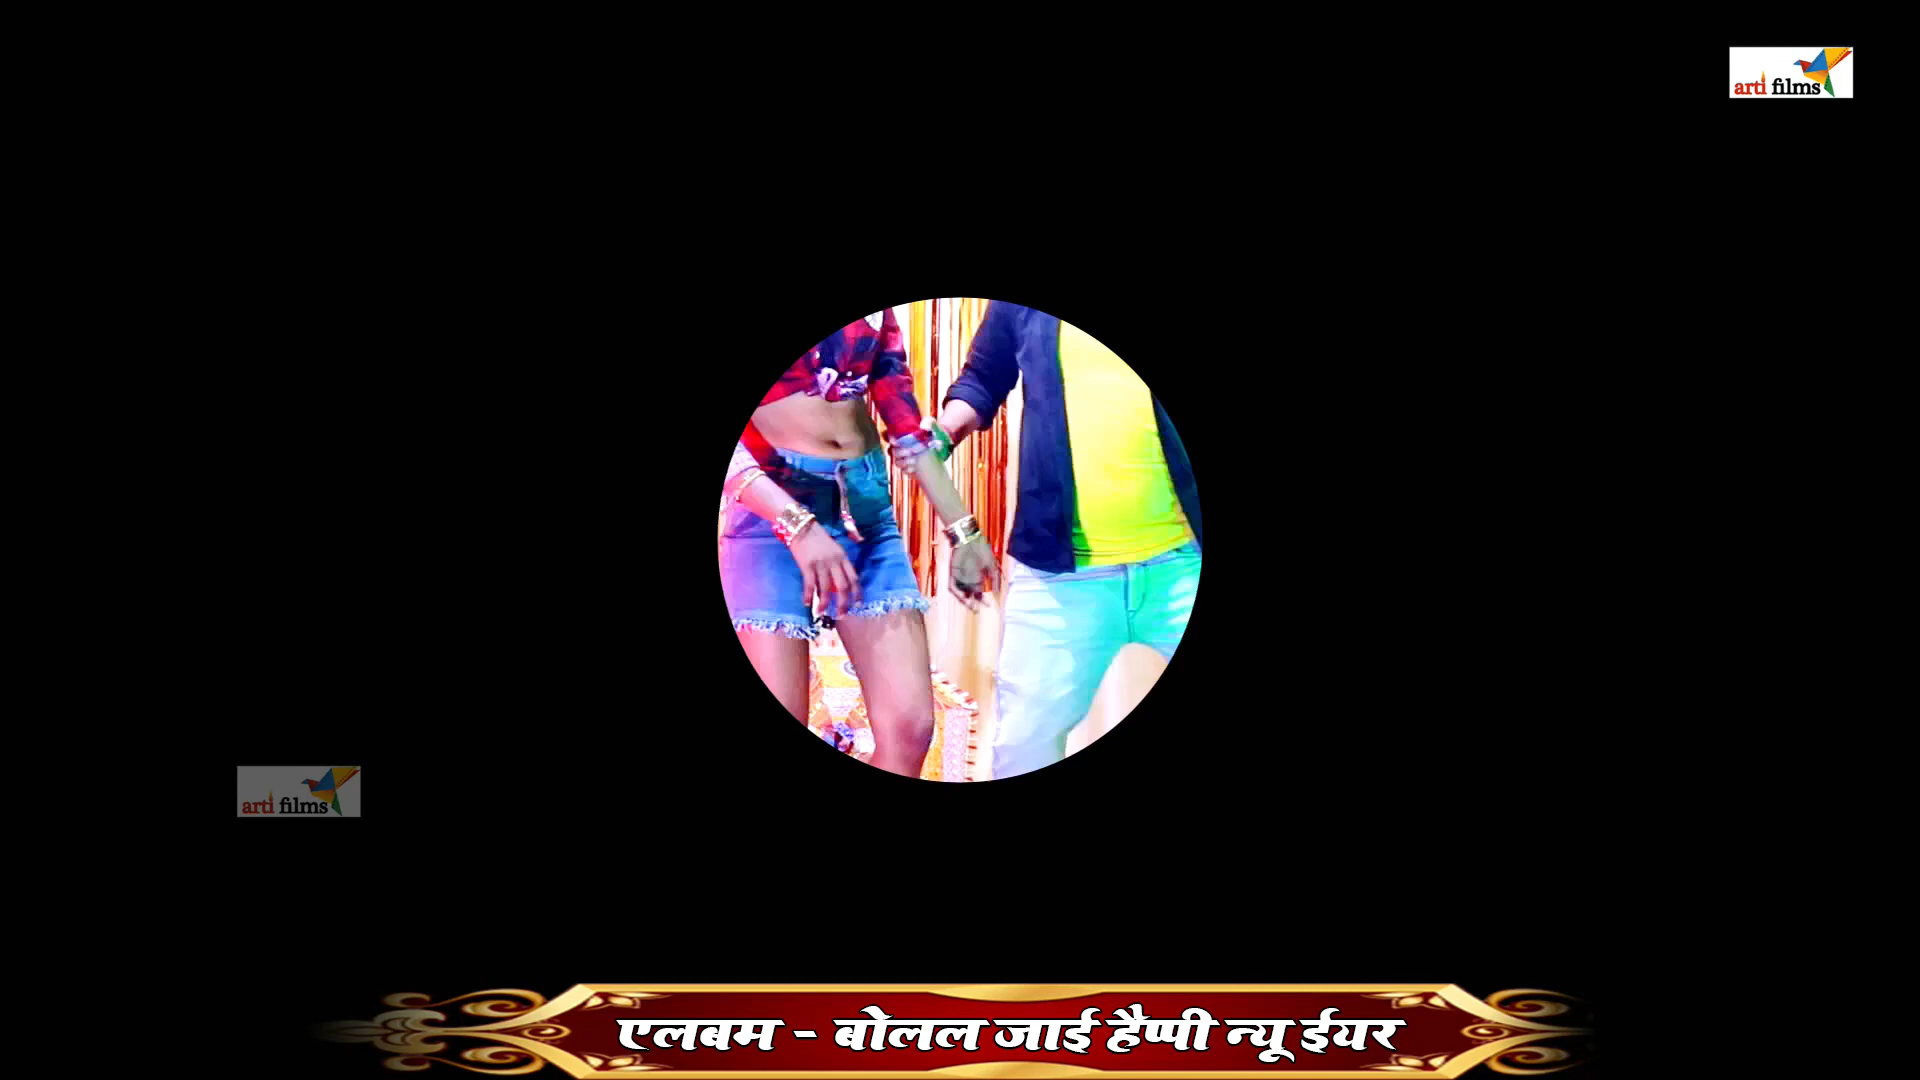 arti films
arti films
एलबम - बोलल जाई हैप्पी न्यू ईयर